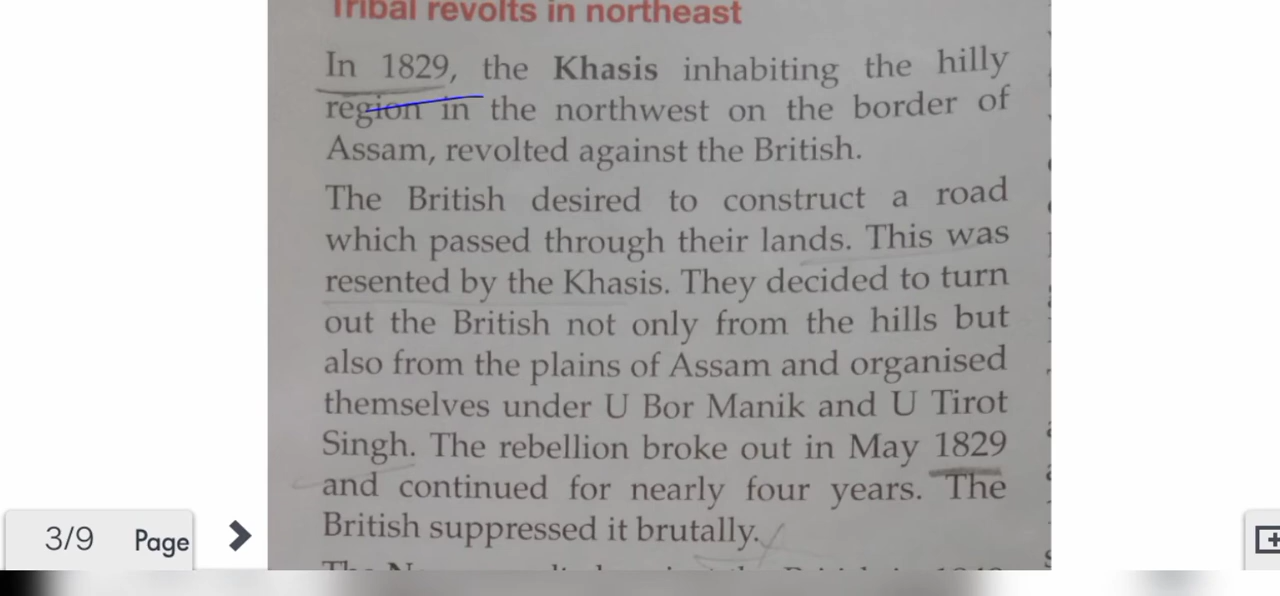 Tribal revolts in northeast
In 1829, the Khasis inhabiting the hilly
region in the northwest on the border of
Assam, revolted against the British.
The British desired to construct a road
which passed through their lands. This was
resented by the Khasis. They decided to turn
out the British not only from the hills but
also from the plains of Assam and organised
themselves under U Bor Manik and U Tirot
Singh. The rebellion broke out in May 1829
and continued for nearly four years. The
British suppressed it brutally.
3/9 Page